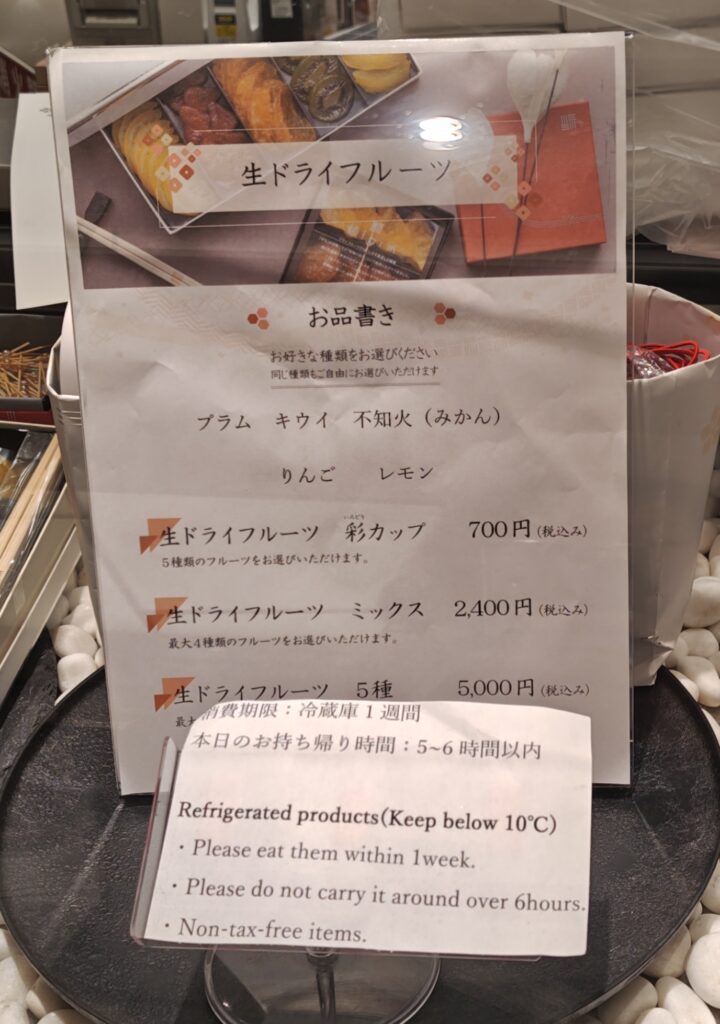 生ドライフルーツ
お品書き
お好きな種類をお選びください
同じ種類もご自由にお選びいただけます
プラム　キウイ　不知火（みかん）
りんご　レモン
いろどり
生ドライフルーツ　彩カップ　700円(税込み)
5種類のフルーツをお選びいただけます。
生ドライフルーツ　ミックス　2,400円(税込み)
最大4種類のフルーツをお選びいただけます。
生ドライフルーツ　5種　5,000円(税込み)
最大
消費期限：冷蔵庫1週間
本日のお持ち帰り時間：5~6時間以内
Refrigerated products(Keep below 10℃)
・Please eat them within 1week.
・Please do not carry it around over 6hours.
・Non-tax-free items.